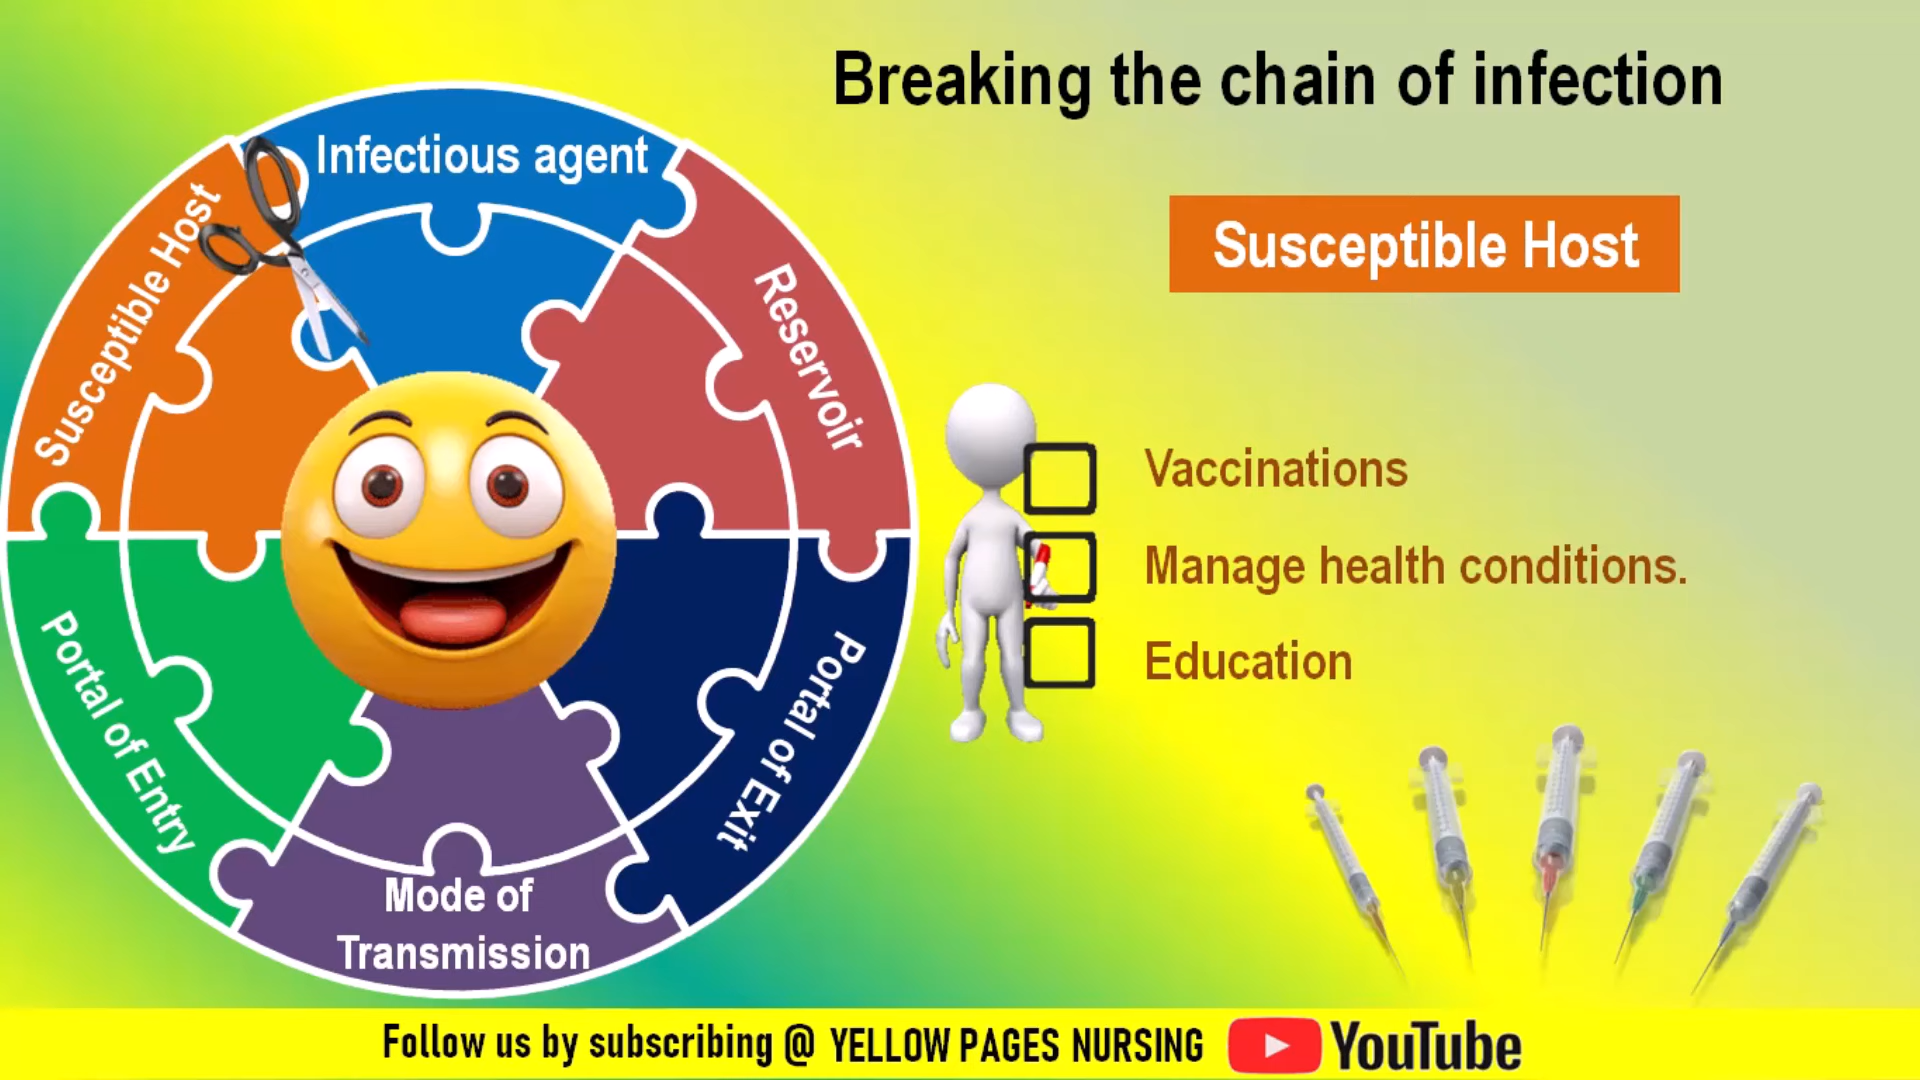 Breaking the chain of infection
Infectious agent
Reservoir
Portal of Exit
Mode of
Transmission
Portal of Entry
Susceptible Host
Susceptible Host
Vaccinations
Manage health conditions.
Education
Follow us by subscribing @ YELLOW PAGES NURSING YouTube